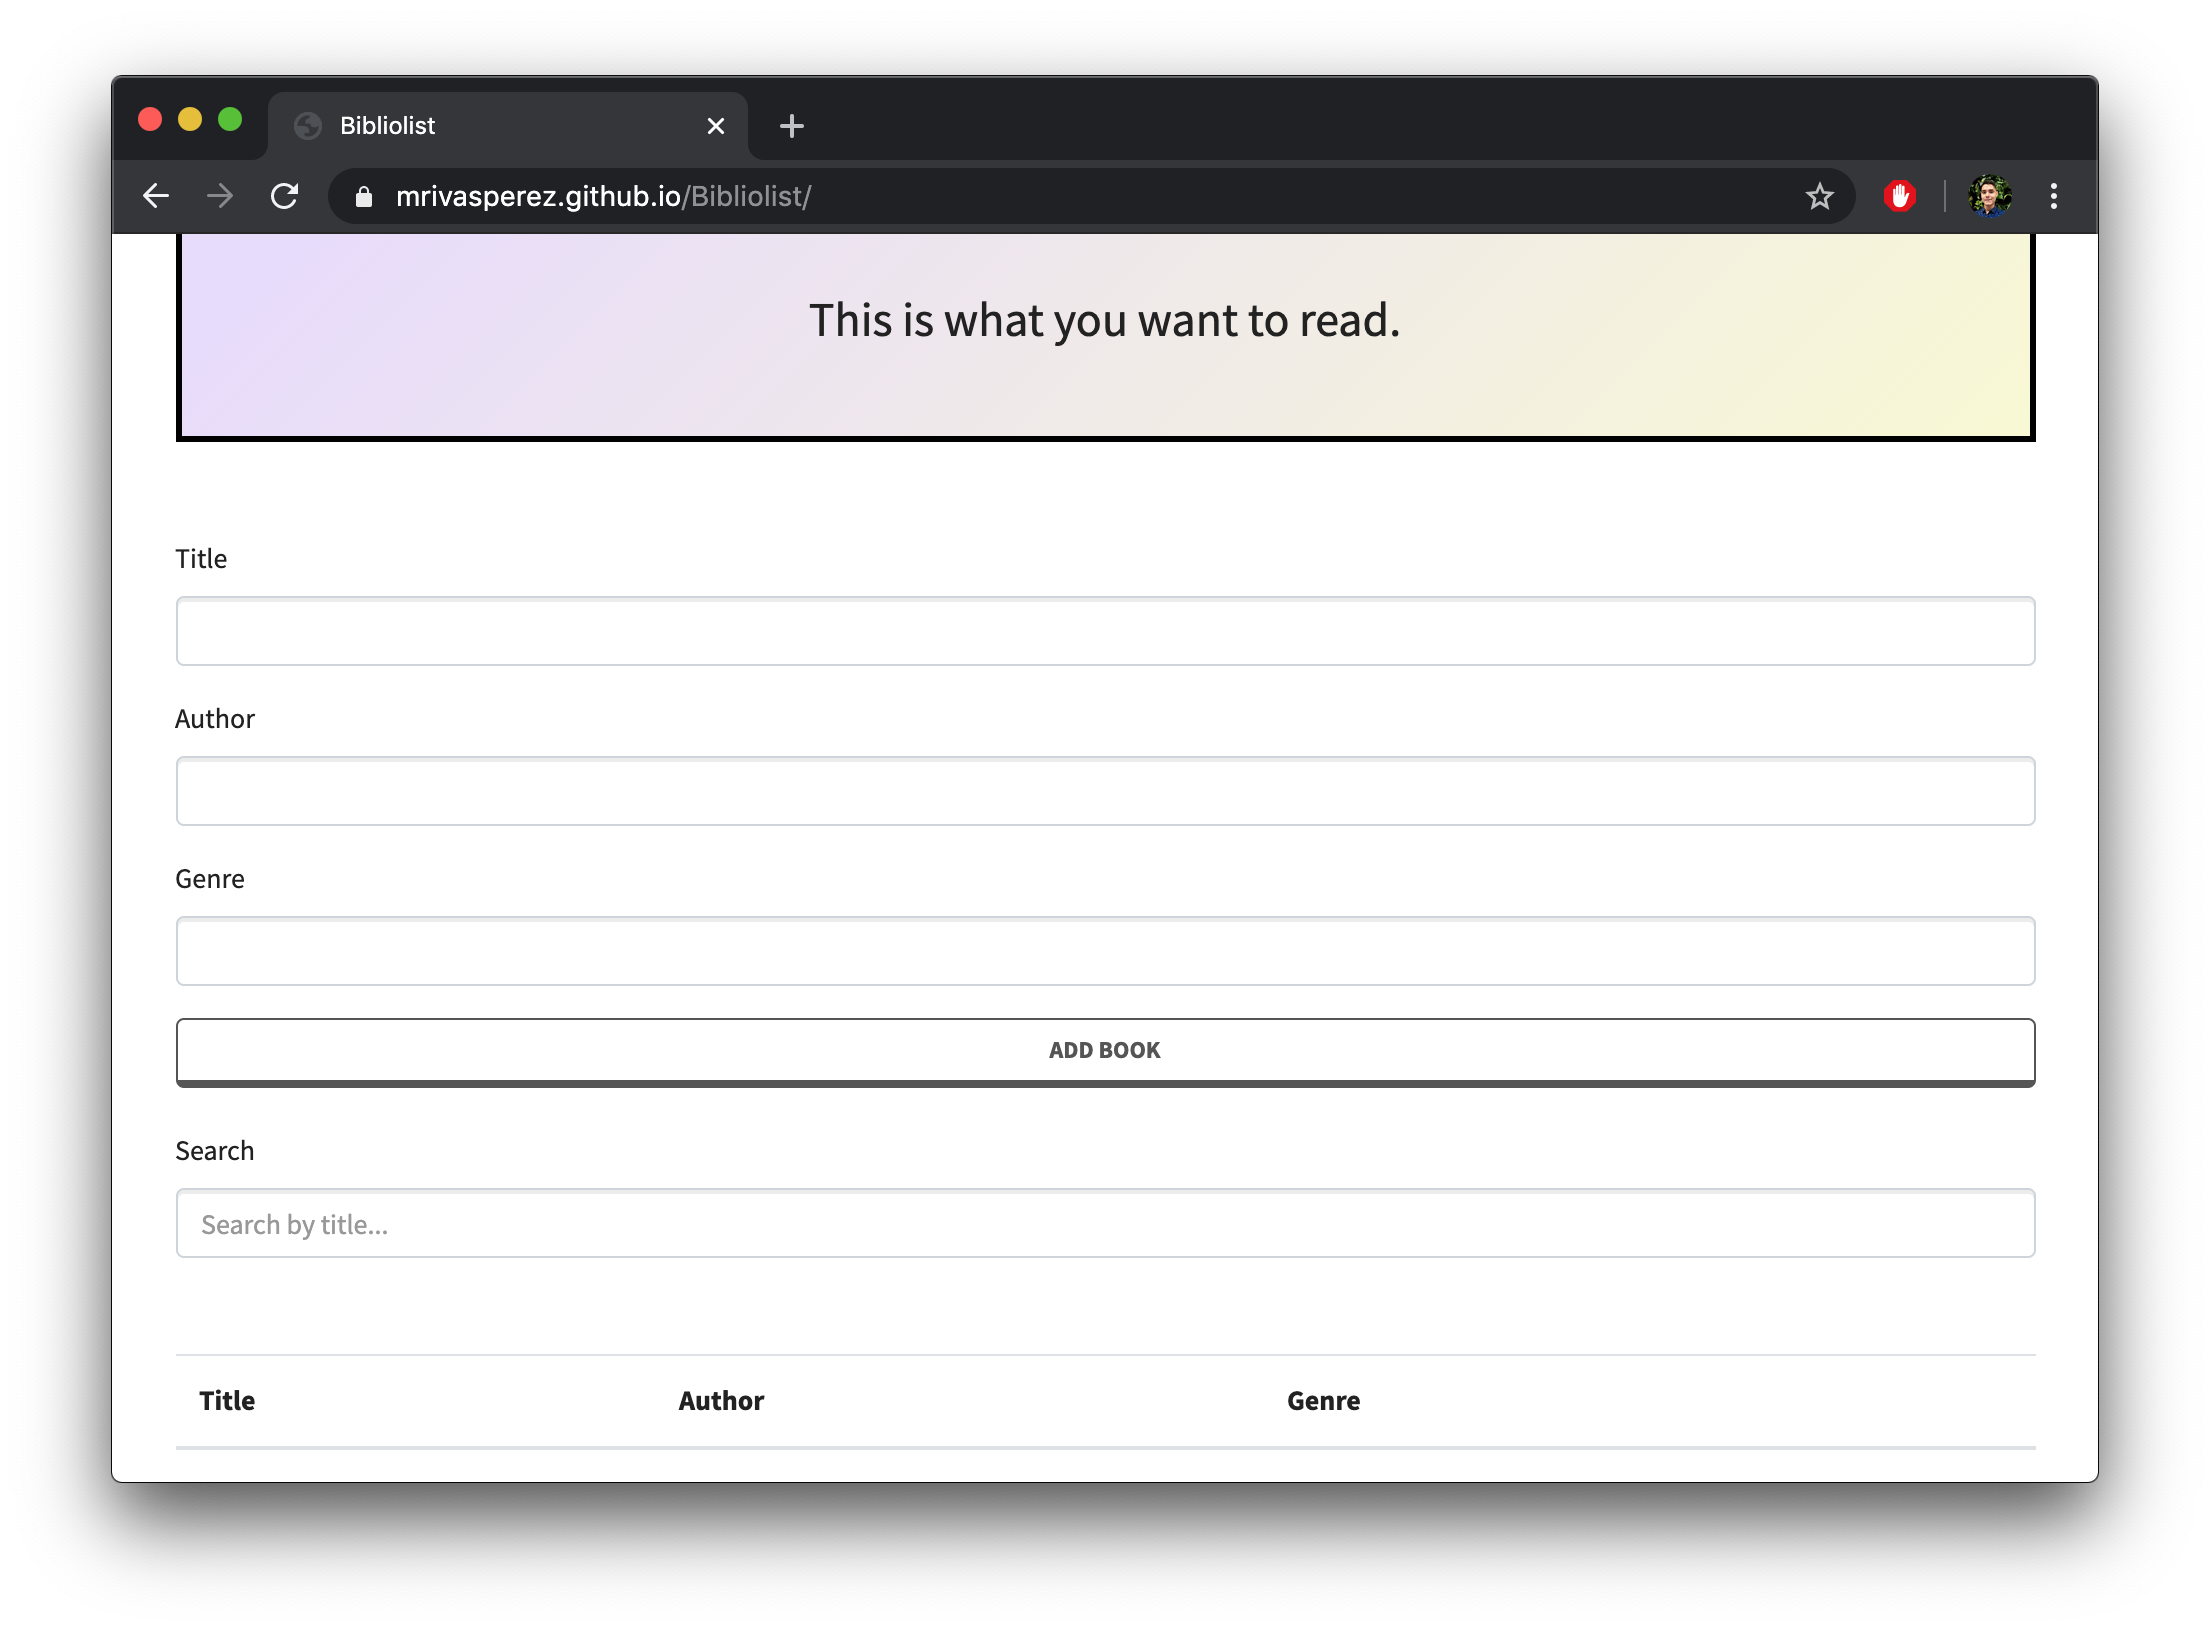 Bibliolist
mrivasperez.github.io/Bibliolist/
This is what you want to read.
Title
Author
Genre
ADD BOOK
Search
Search by title...
Title Author Genre